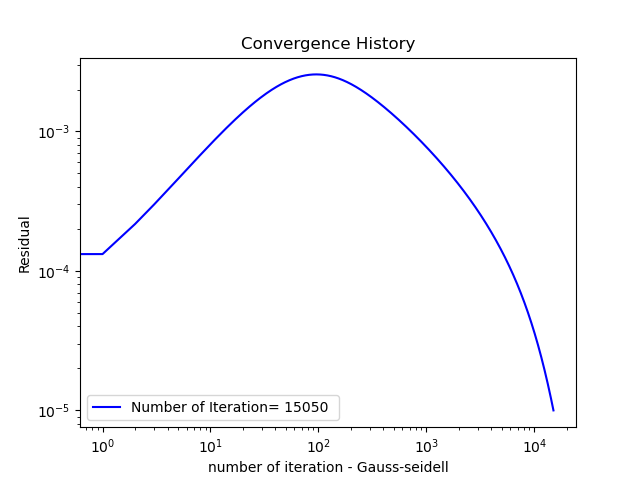 Convergence History
Residual
10⁻³
10⁻⁴
10⁻⁵
Number of Iteration= 15050
10⁰ 10¹ 10² 10³ 10⁴
number of iteration - Gauss-seidell